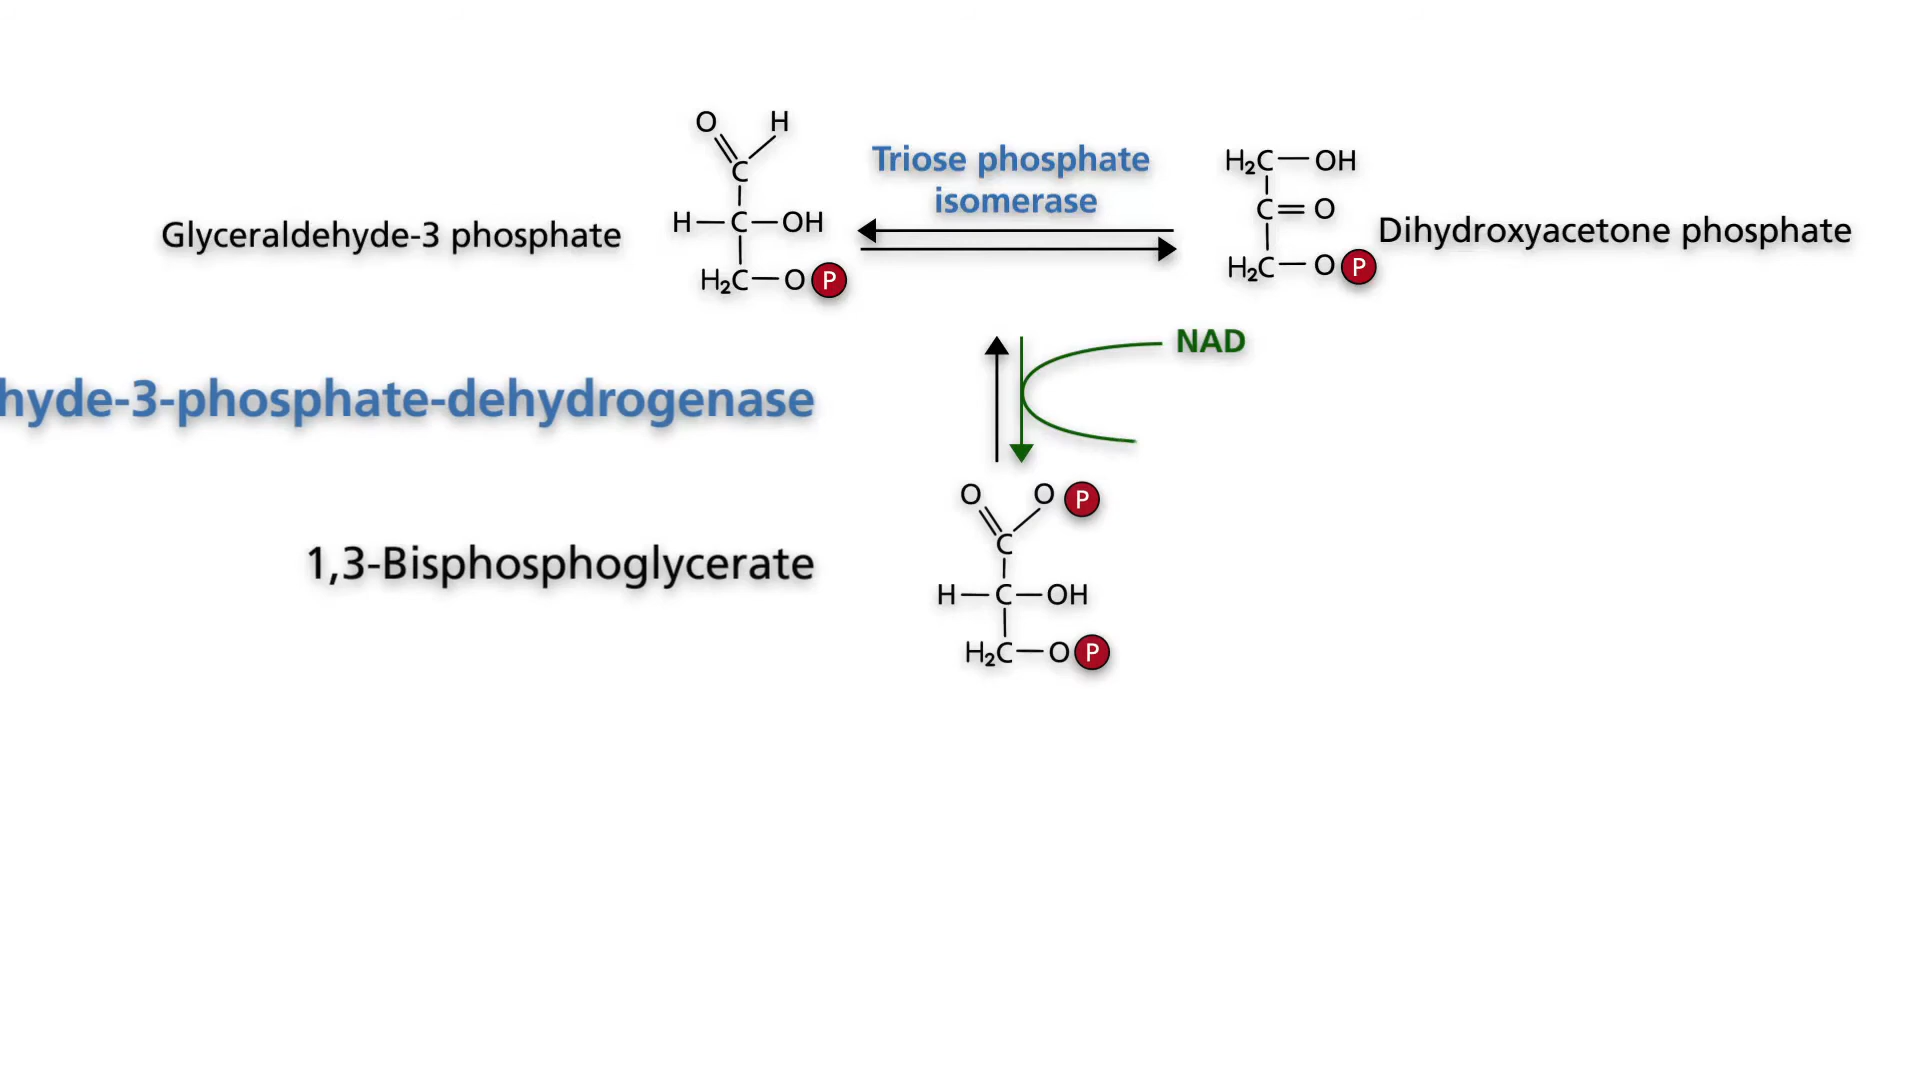 O H
C
H C OH
H₂C O P
Glyceraldehyde-3 phosphate
Triose phosphate
isomerase
H₂C OH
C O
H₂C O P
Dihydroxyacetone phosphate
NAD
hyde-3-phosphate-dehydrogenase
1,3-Bisphosphoglycerate
O O P
C
H C OH
H₂C O P